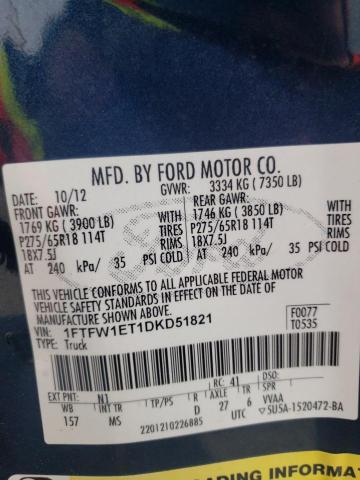 MFD. BY FORD MOTOR CO.
DATE: 10/12 GVWR: 3334 KG ( 7350 LB)
FRONT GAWR: REAR GAWR:
1769 KG ( 3900 LB) WITH 1746 KG ( 3850 LB) WITH
P275/65R18 114T TIRES P275/65R18 114T TIRES
18X7.5J RIMS 18X7.5J RIMS
AT 240 kPa/ 35 PSI COLD AT 240 kPa/ 35 PSI COLD
THIS VEHICLE CONFORMS TO ALL APPLICABLE FEDERAL MOTOR
VEHICLE SAFETY STANDARDS IN EFFECT ON THE DATE OF
MANUFACTURE SHOWN ABOVE.
VIN: 1FTFW1ET1DKD51821 F0077
TYPE: Truck T0535
EXT PNT: N1 RC: 41 DSO:
WB INT TR TP/PS R AXLE TR SPR
157 MS D 27 6 VVAA
2201210226885 UTC
5U5A-1520472-BA
LOADING INFORMATION